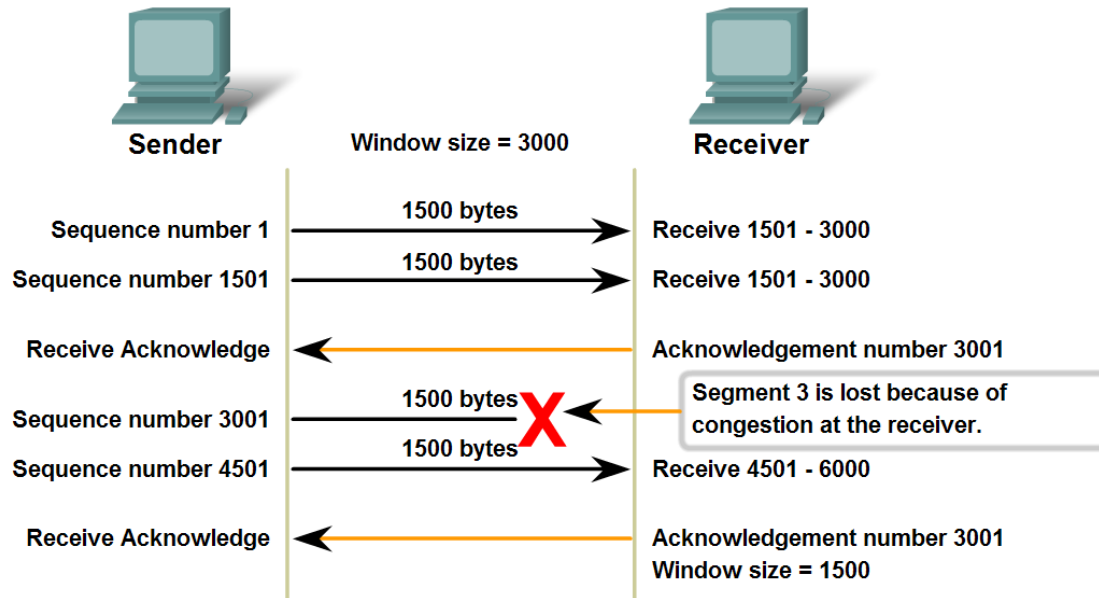 Sender
Window size = 3000
Receiver
1500 bytes
Sequence number 1
Receive 1501 - 3000
1500 bytes
Sequence number 1501
Receive 1501 - 3000
Receive Acknowledge
Acknowledgement number 3001
Segment 3 is lost because of
congestion at the receiver.
1500 bytes
Sequence number 3001
X
1500 bytes
Sequence number 4501
Receive 4501 - 6000
Receive Acknowledge
Acknowledgement number 3001
Window size = 1500